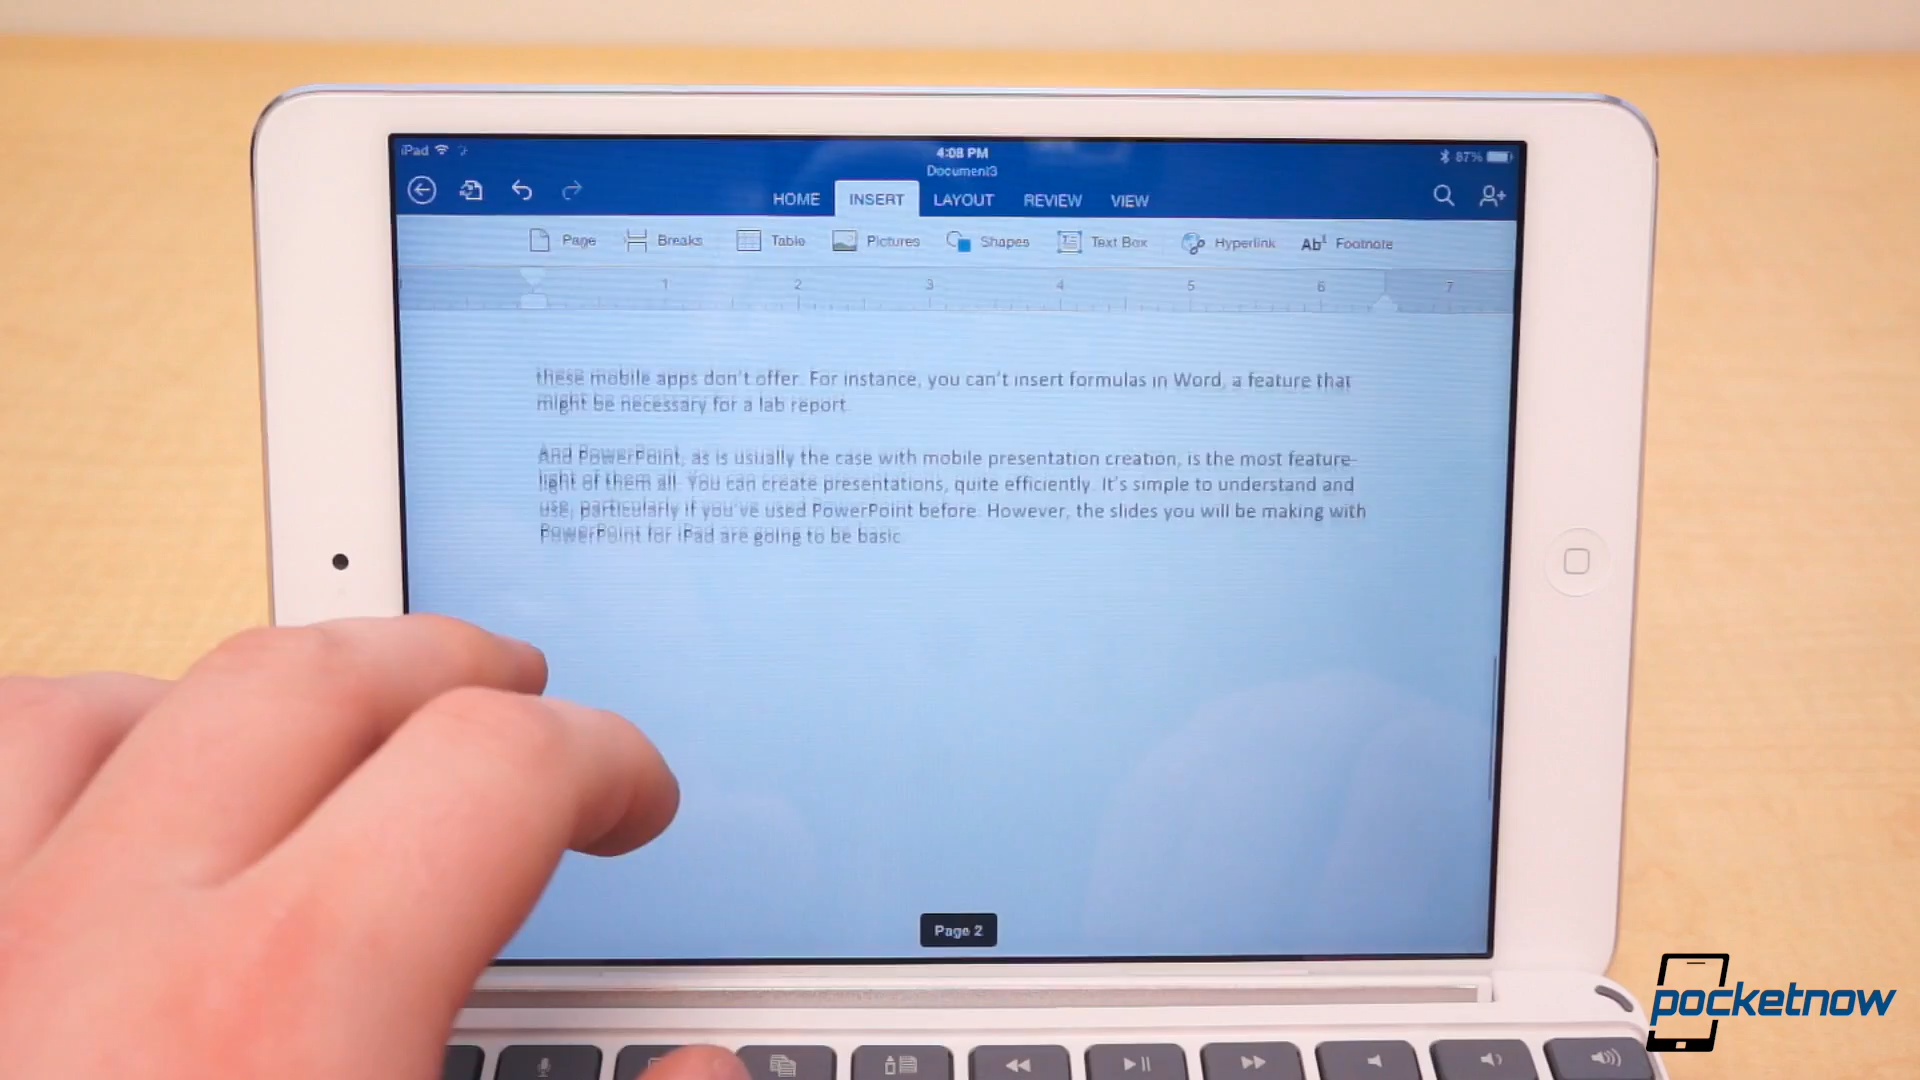 iPad
4:08 PM
87%
Document3
HOME INSERT LAYOUT REVIEW VIEW
Page Breaks Table Pictures Shapes Text Box Hyperlink Ab1 Footnote
1 2 3 4 5 6 7
these mobile apps don't offer. For instance, you can't insert formulas in Word, a feature that
might be necessary for a lab report.
And PowerPoint, as is usually the case with mobile presentation creation, is the most feature-
light of them all. You can create presentations, quite efficiently. It's simple to understand and
use, particularly if you've used PowerPoint before. However, the slides you will be making with
PowerPoint for iPad are going to be basic.
Page 2
pocketnow